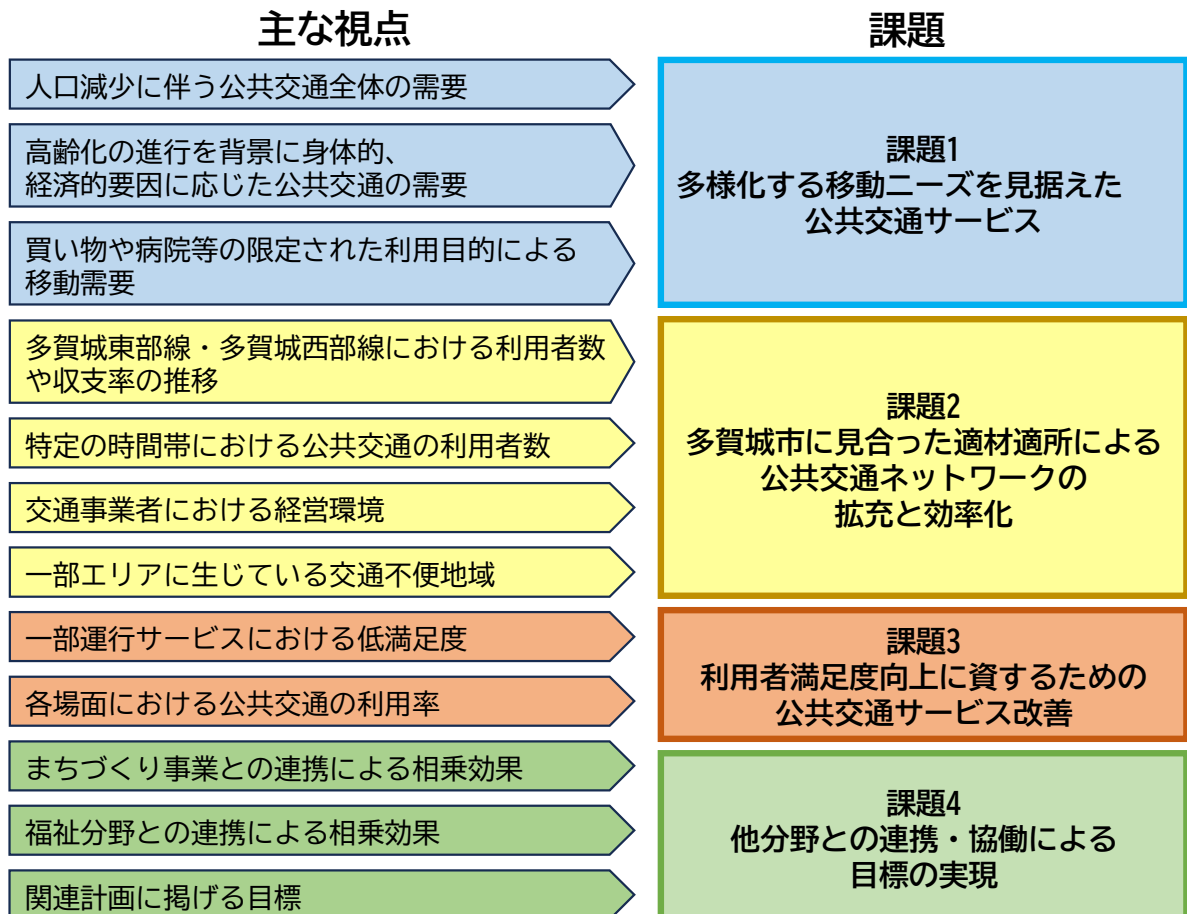 主な視点
人口減少に伴う公共交通全体の需要
高齢化の進行を背景に身体的、
経済的要因に応じた公共交通の需要
買い物や病院等の限定された利用目的による
移動需要
多賀城東部線・多賀城西部線における利用者数
や収支率の推移
特定の時間帯における公共交通の利用者数
交通事業者における経営環境
一部エリアに生じている交通不便地域
一部運行サービスにおける低満足度
各場面における公共交通の利用率
まちづくり事業との連携による相乗効果
福祉分野との連携による相乗効果
関連計画に掲げる目標
課題
課題1
多様化する移動ニーズを見据えた
公共交通サービス
課題2
多賀城市に見合った適材適所による
公共交通ネットワークの
拡充と効率化
課題3
利用者満足度向上に資するための
公共交通サービス改善
課題4
他分野との連携・協働による
目標の実現